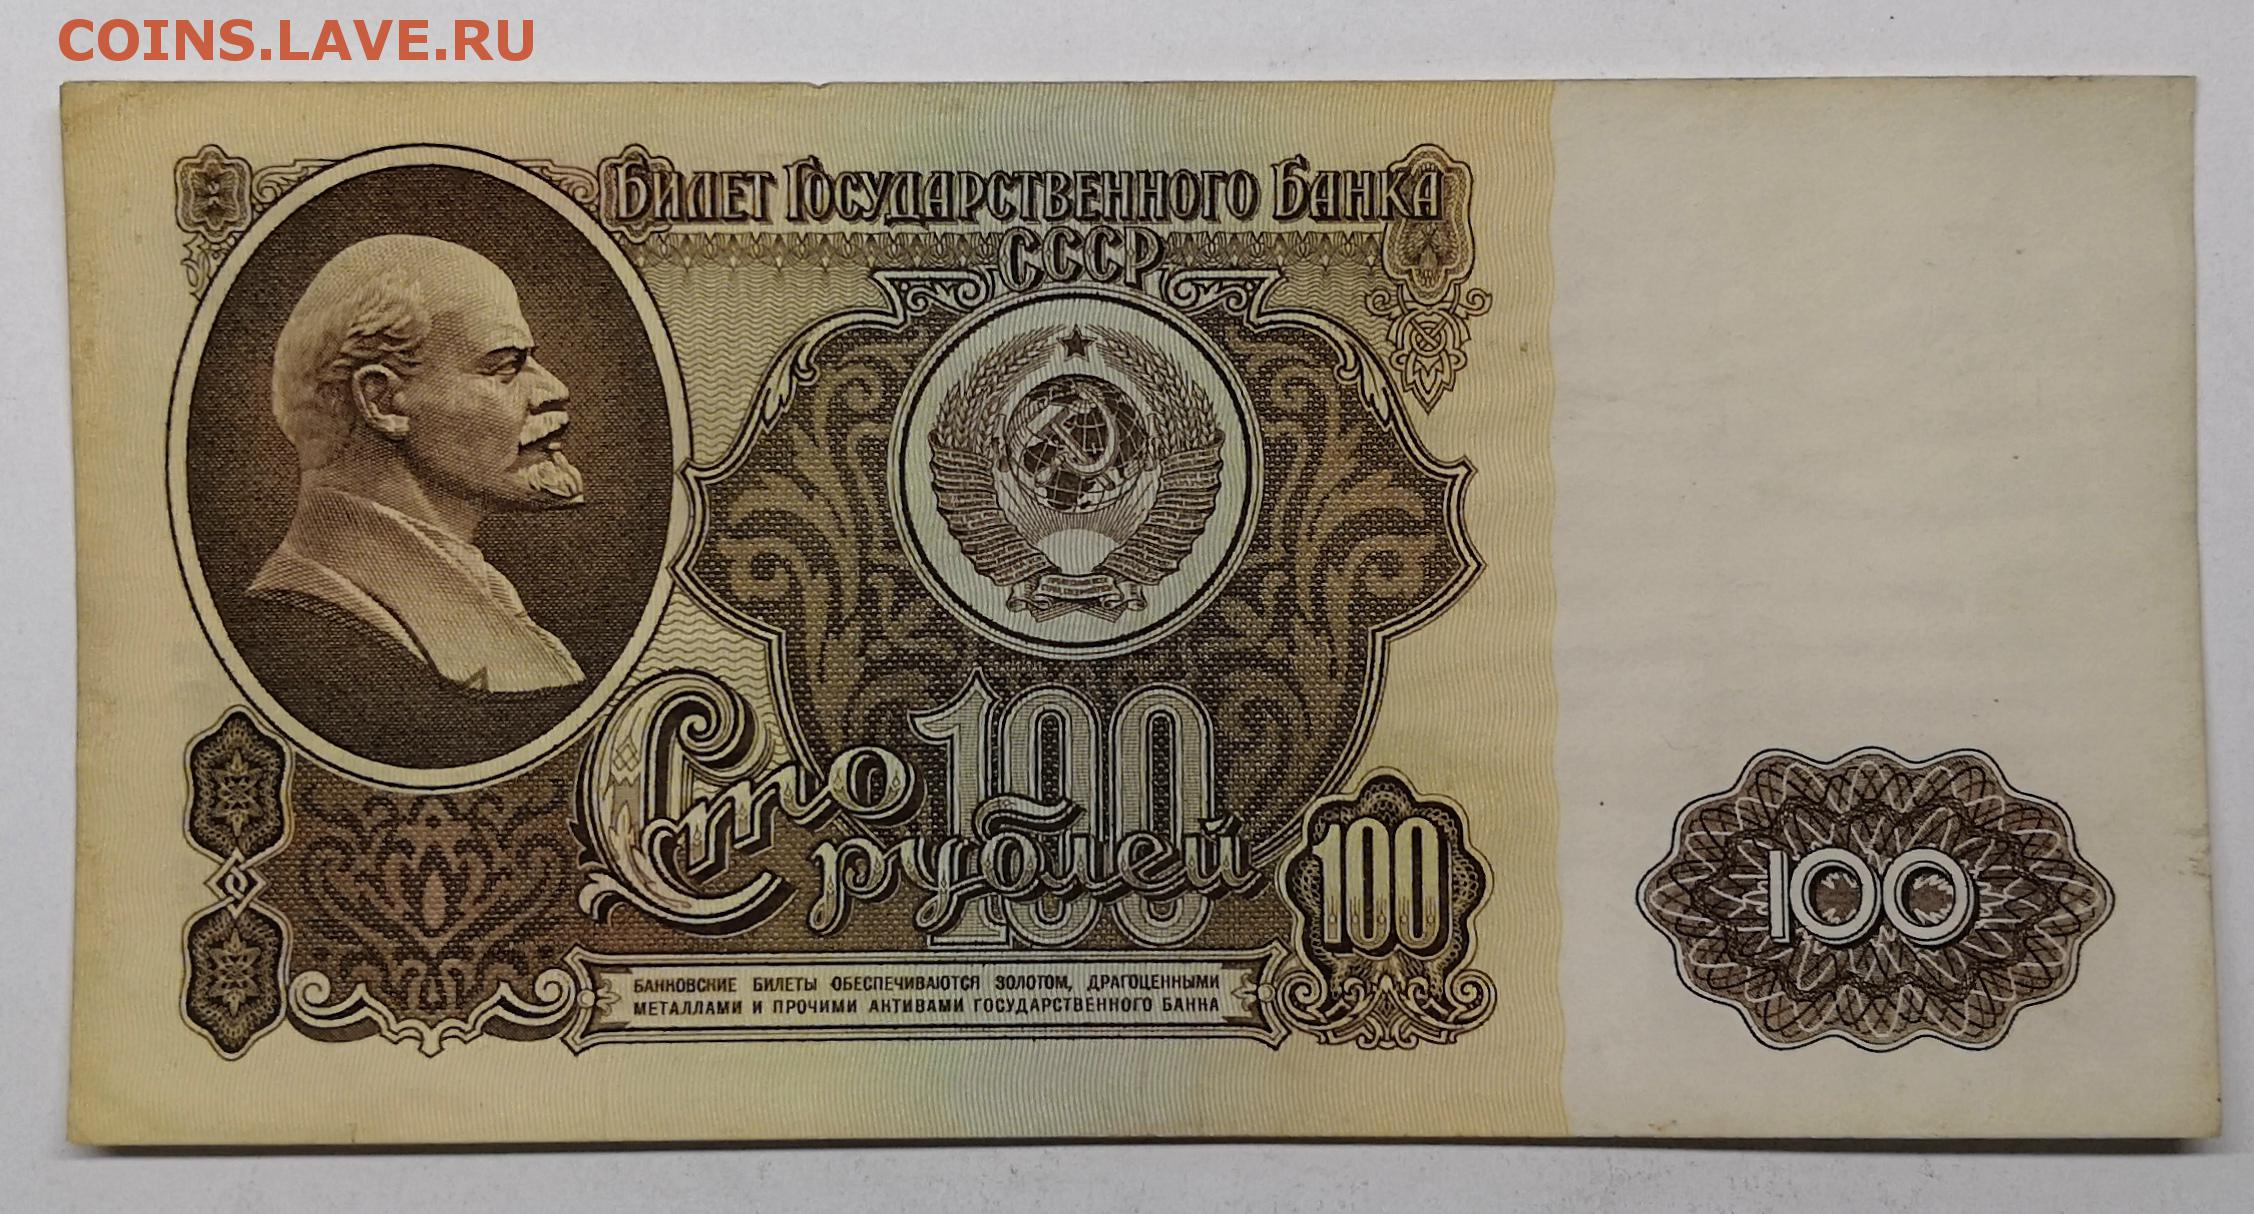 COINS.LAVE.RU
БИЛЕТ ГОСУДАРСТВЕННОГО БАНКА
СССР
100
Сто
рублей
100
БАНКОВСКИЕ БИЛЕТЫ ОБЕСПЕЧИВАЮТСЯ ЗОЛОТОМ, ДРАГОЦЕННЫМИ
МЕТАЛЛАМИ И ПРОЧИМИ АКТИВАМИ ГОСУДАРСТВЕННОГО БАНКА
100